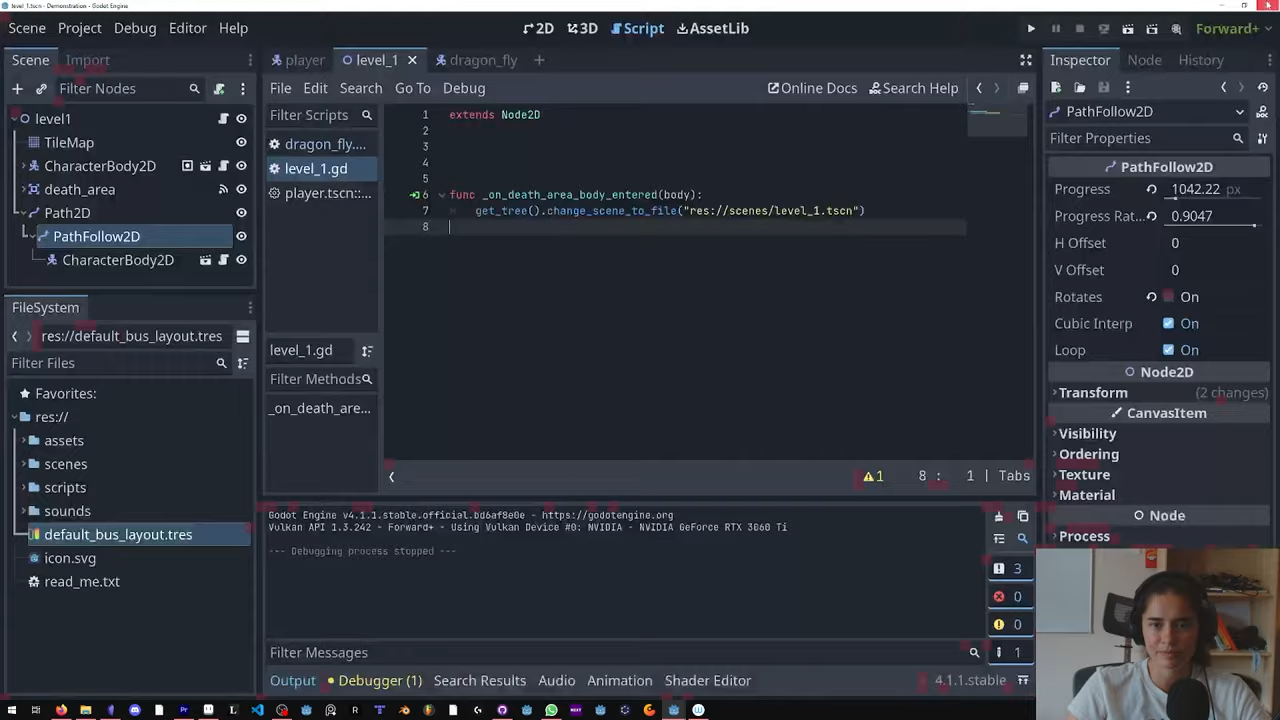 level_1.tscn - Demonstration - Godot Engine
Scene Project Debug Editor Help
2D 3D Script AssetLib
Forward+
Scene Import
Filter Nodes
level1
TileMap
CharacterBody2D
death_area
Path2D
PathFollow2D
CharacterBody2D
FileSystem
res://default_bus_layout.tres
Filter Files
Favorites:
res://
assets
scenes
scripts
sounds
default_bus_layout.tres
icon.svg
read_me.txt
player level_1 dragon_fly
File Edit Search Go To Debug Online Docs Search Help
Filter Scripts
dragon_fly....
level_1.gd
player.tscn::...
level_1.gd
Filter Methods
_on_death_are...
1 extends Node2D
2
3
4
5
6 func _on_death_area_body_entered(body):
7 get_tree().change_scene_to_file("res://scenes/level_1.tscn")
8
1 8 : 1 | Tabs
Godot Engine v4.1.1.stable.official.bd6af8e0e - https://godotengine.org
Vulkan API 1.3.242 - Forward+ - Using Vulkan Device #0: NVIDIA - NVIDIA GeForce RTX 3060 Ti
--- Debugging process stopped ---
3
0
0
1
Filter Messages
Output Debugger (1) Search Results Audio Animation Shader Editor 4.1.1.stable
Inspector Node History
PathFollow2D
Filter Properties
PathFollow2D
Progress 1042.22 px
Progress Rat... 0.9047
H Offset 0
V Offset 0
Rotates On
Cubic Interp On
Loop On
Node2D
Transform (2 changes)
CanvasItem
Visibility
Ordering
Texture
Material
Node
Process